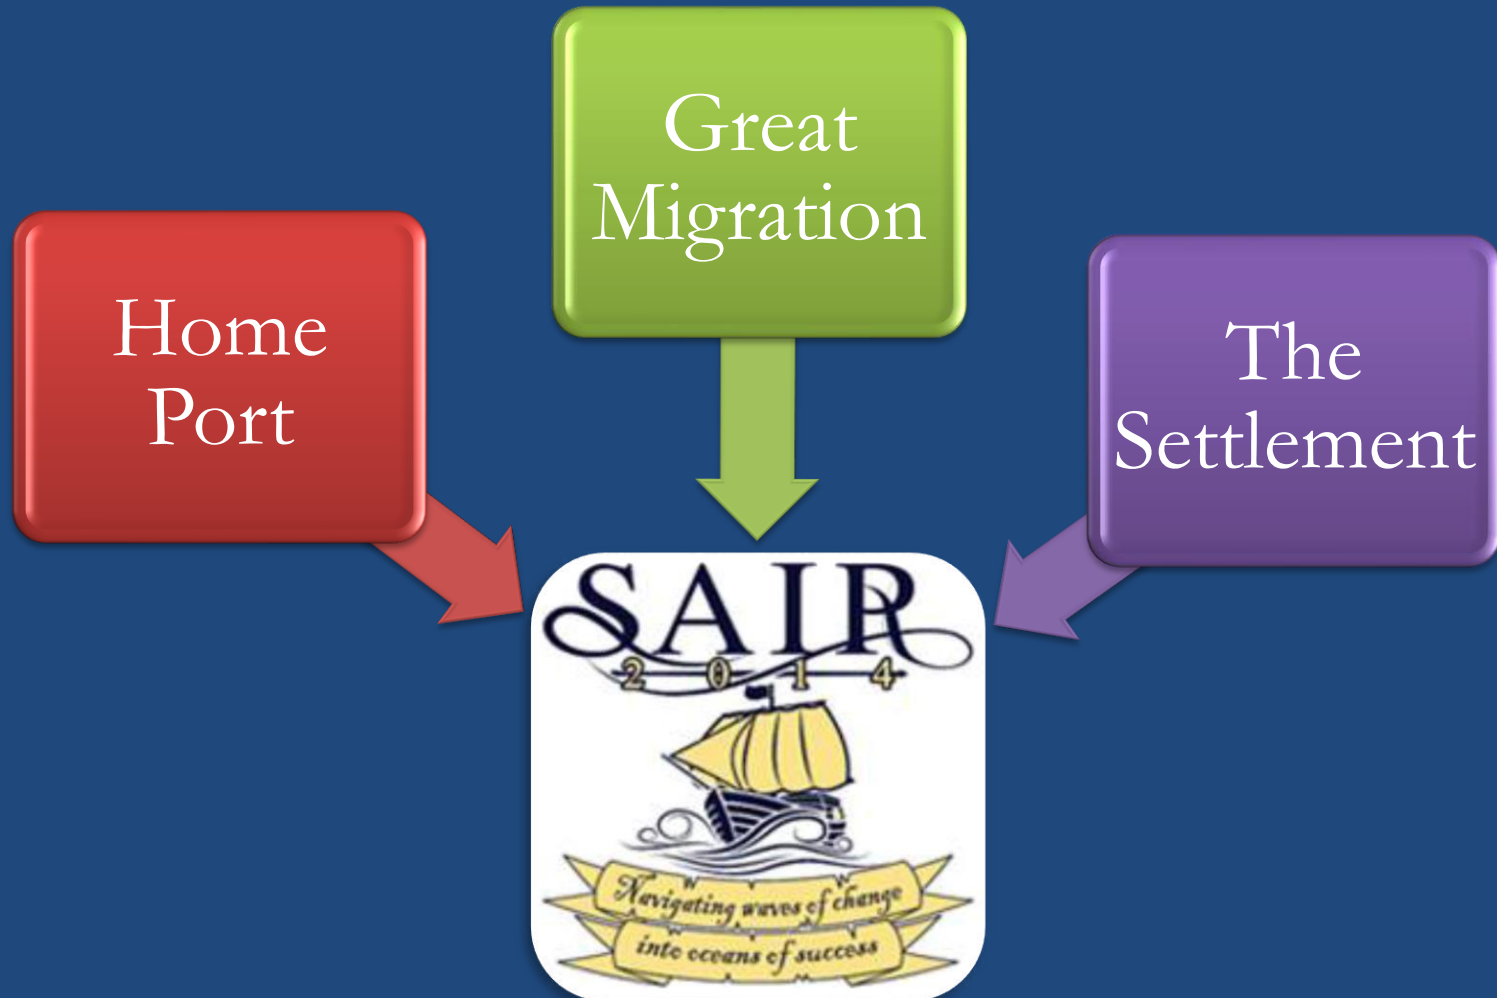 Great
Migration
Home
Port
The
Settlement
SAIR
2014
Navigating waves of change
into oceans of success